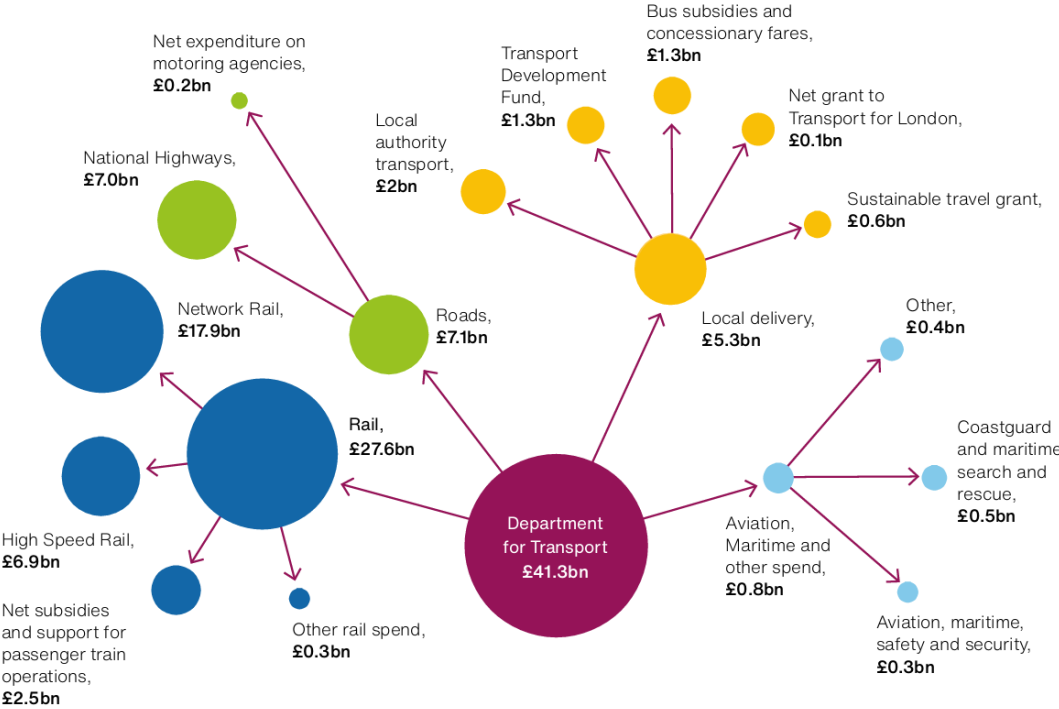 Bus subsidies and
concessionary fares,
£1.3bn
Net expenditure on
motoring agencies,
£0.2bn
Transport
Development
Fund,
£1.3bn
Net grant to
Transport for London,
£0.1bn
Local
authority
transport,
£2bn
National Highways,
£7.0bn
Sustainable travel grant,
£0.6bn
Network Rail,
£17.9bn
Roads,
£7.1bn
Local delivery,
£5.3bn
Other,
£0.4bn
Rail,
£27.6bn
Coastguard
and maritime
search and
rescue,
£0.5bn
Department
for Transport
£41.3bn
Aviation,
Maritime and
other spend,
£0.8bn
High Speed Rail,
£6.9bn
Net subsidies
and support for
passenger train
operations,
£2.5bn
Other rail spend,
£0.3bn
Aviation, maritime,
safety and security,
£0.3bn